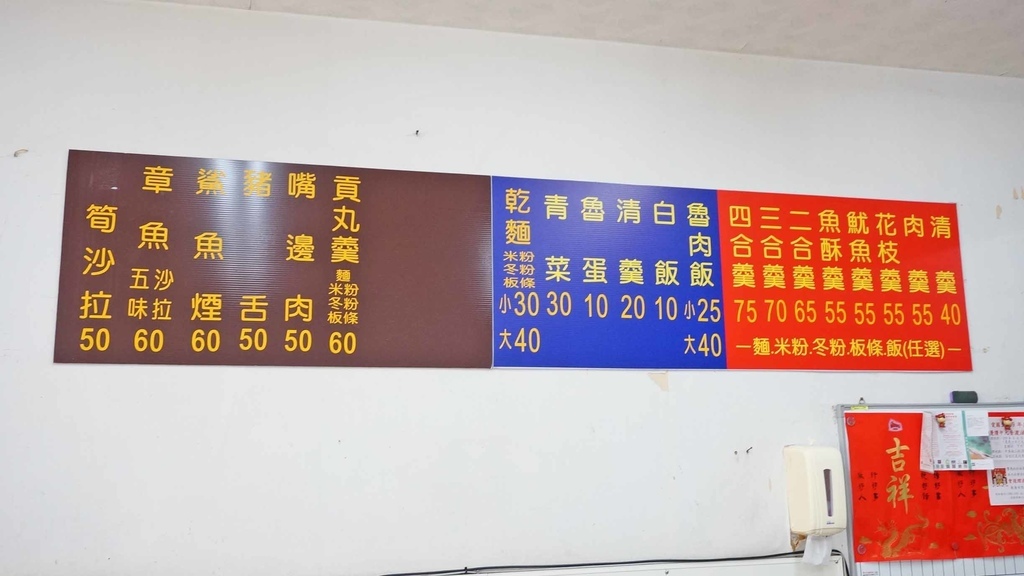 清羹 40
肉羹 55
花枝羹 55
魷魚羹 55
魚酥羹 55
二合羹 65
三合羹 70
四合羹 75
一麵.米粉.冬粉.板條.飯(任選)一
魯肉飯 小25 大40
白飯 10
清羹 20
魯蛋 10
青菜 30
乾麵 米粉 冬粉 板條 小30 大40
貢丸羹 麵 米粉 冬粉 板條 60
嘴邊肉 50
豬舌 50
鯊魚煙 60
章魚 沙拉 五味 60
筍沙拉 50
吉祥